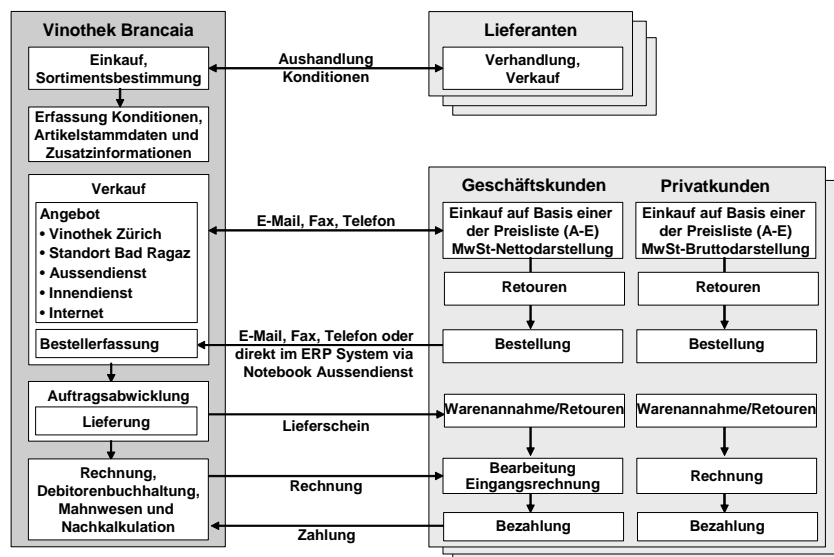 Vinothek Brancaia
Einkauf,
Sortimentsbestimmung
Erfassung Konditionen,
Artikelstammdaten und
Zusatzinformationen
Verkauf
Angebot
• Vinothek Zürich
• Standort Bad Ragaz
• Aussendienst
• Innendienst
• Internet
Bestellerfassung
Auftragsabwicklung
Lieferung
Rechnung,
Debitorenbuchhaltung,
Mahnwesen und
Nachkalkulation
Aushandlung
Konditionen
E-Mail, Fax, Telefon
E-Mail, Fax, Telefon oder
direkt im ERP System via
Notebook Aussendienst
Lieferschein
Rechnung
Zahlung
Lieferanten
Verhandlung,
Verkauf
Geschäftskunden
Einkauf auf Basis einer
der Preisliste (A-E)
MwSt-Nettodarstellung
Retouren
Bestellung
Warenannahme/Retouren
Bearbeitung
Eingangsrechnung
Bezahlung
Privatkunden
Einkauf auf Basis einer
der Preisliste (A-E)
MwSt-Bruttodarstellung
Retouren
Bestellung
Warenannahme/Retouren
Rechnung
Bezahlung